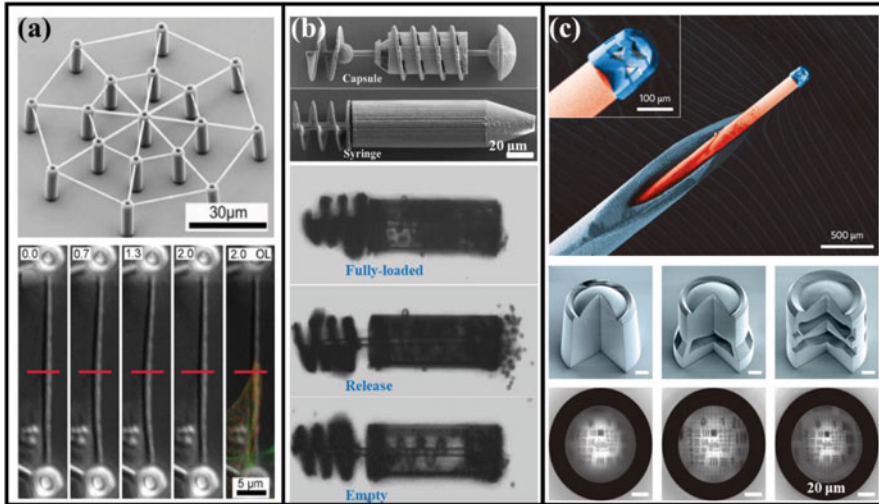 (a)
30μm
0.0
0.7
1.3
2.0
2.0 OL
5 μm
(b)
Capsule
Syringe
20 μm
Fully-loaded
Release
Empty
(c)
100 μm
500 μm
20 μm